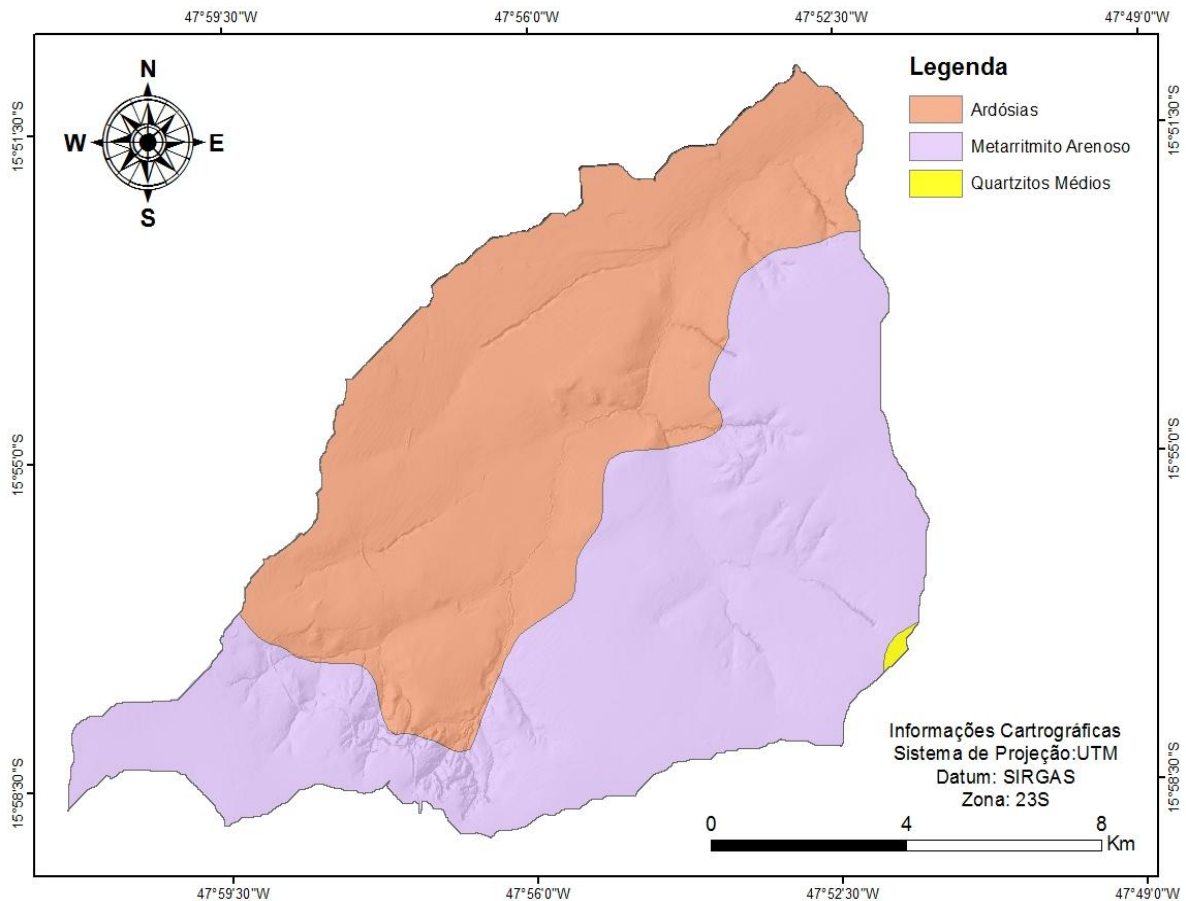 47°59'30"W 47°56'0"W 47°52'30"W 47°49'0"W
N
W E
S
Legenda
Ardósias
Metarritmito Arenoso
Quartzitos Médios
15°51'30"S 15°51'30"S
15°55'0"S 15°55'0"S
15°58'30"S 15°58'30"S
Informações Cartográficas
Sistema de Projeção:UTM
Datum: SIRGAS
Zona: 23S
0 4 8
Km
47°59'30"W 47°56'0"W 47°52'30"W 47°49'0"W